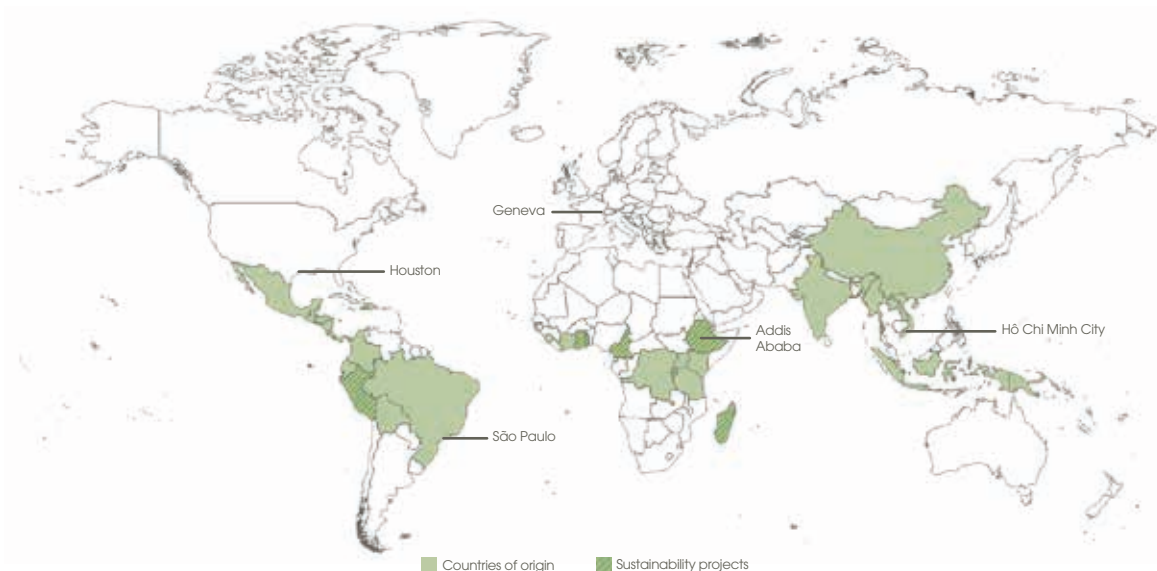 Geneva
Houston
Addis
Ababa
Hô Chi Minh City
São Paulo
Countries of origin
Sustainability projects